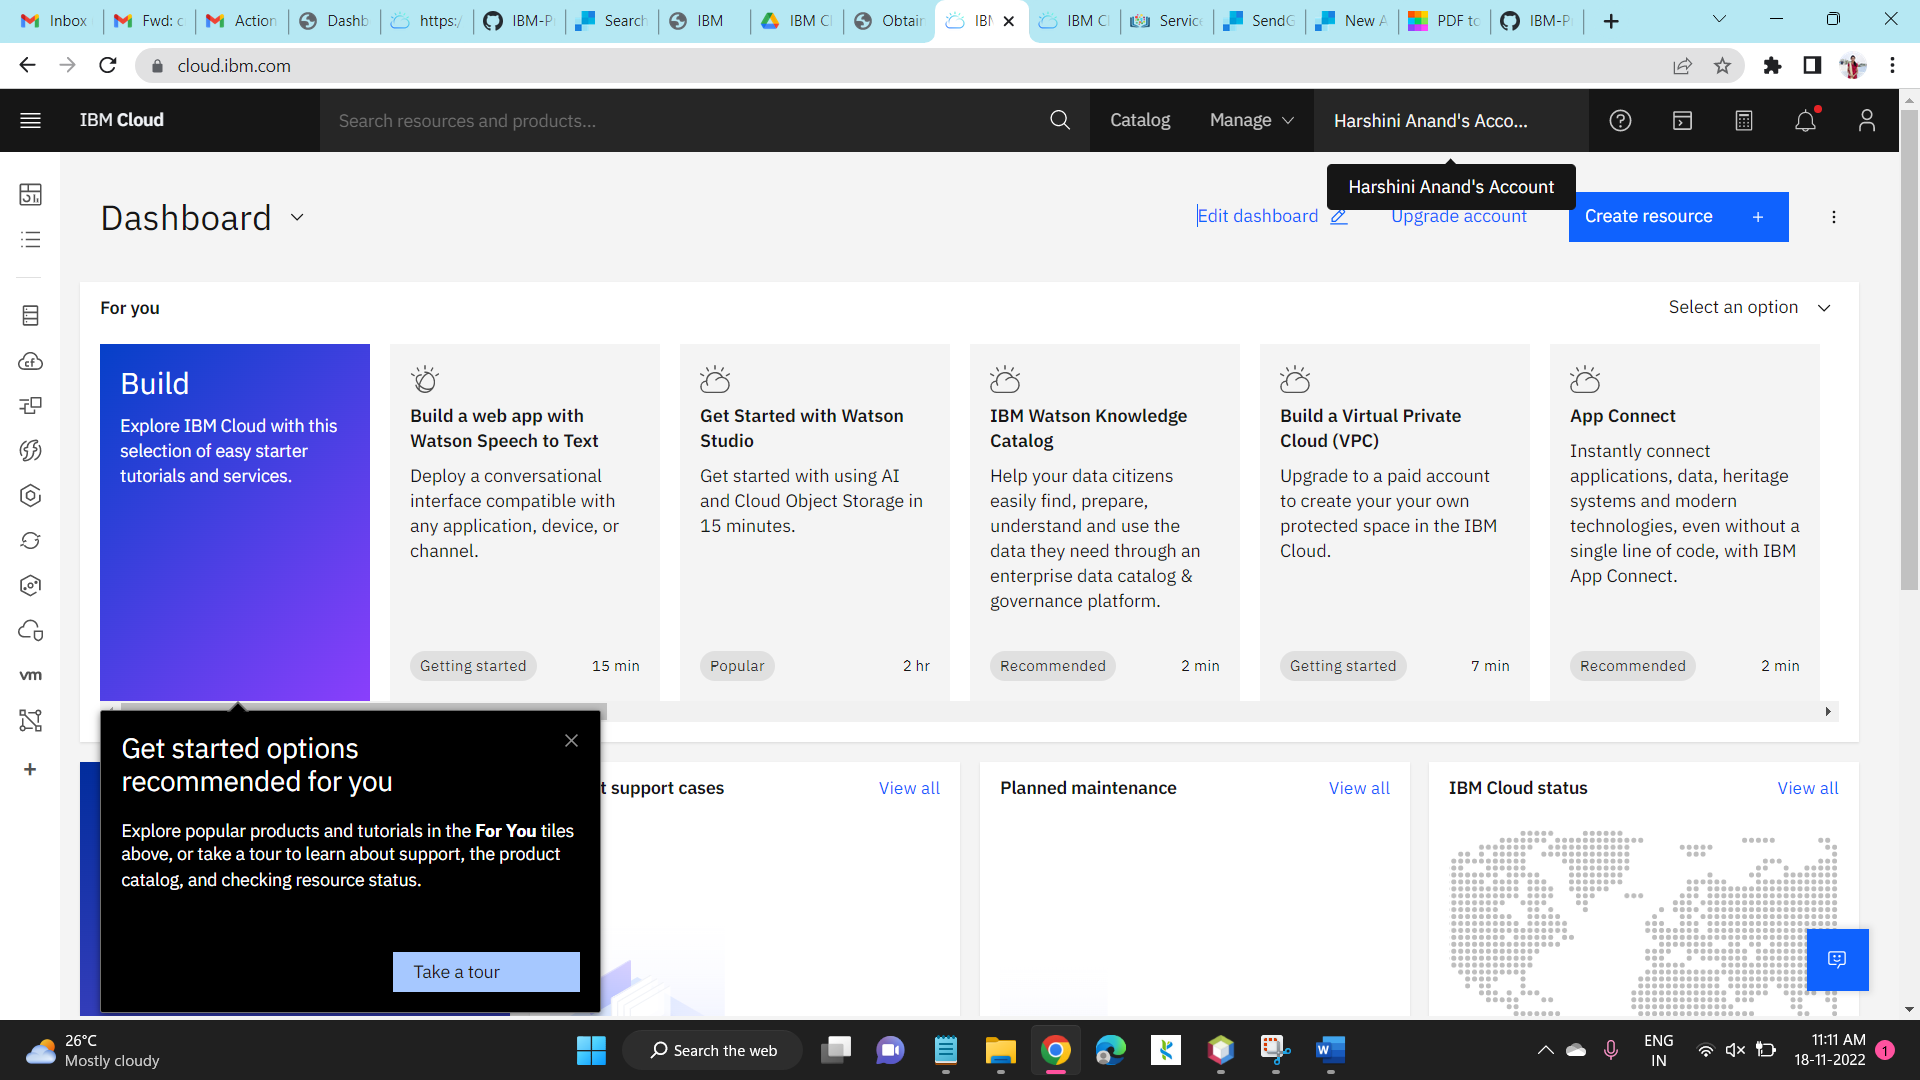 Inbox
Fwd: c
Action
Dashb
https:/
IBM-P
Search
IBM
IBM Cl
Obtain
IBM
IBM Cl
Service
SendG
New A
PDF to
IBM-P
cloud.ibm.com
IBM Cloud
Search resources and products...
Catalog
Manage
Harshini Anand's Acco...
Harshini Anand's Account
Dashboard
Edit dashboard
Upgrade account
Create resource +
For you
Select an option
Build
Explore IBM Cloud with this
selection of easy starter
tutorials and services.
Build a web app with
Watson Speech to Text
Deploy a conversational
interface compatible with
any application, device, or
channel.
Getting started
15 min
Get Started with Watson
Studio
Get started with using AI
and Cloud Object Storage in
15 minutes.
Popular
2 hr
IBM Watson Knowledge
Catalog
Help your data citizens
easily find, prepare,
understand and use the
data they need through an
enterprise data catalog &
governance platform.
Recommended
2 min
Build a Virtual Private
Cloud (VPC)
Upgrade to a paid account
to create your your own
protected space in the IBM
Cloud.
Getting started
7 min
App Connect
Instantly connect
applications, data, heritage
systems and modern
technologies, even without a
single line of code, with IBM
App Connect.
Recommended
2 min
vm
Get started options
recommended for you
Explore popular products and tutorials in the For You tiles
above, or take a tour to learn about support, the product
catalog, and checking resource status.
Take a tour
t support cases
View all
Planned maintenance
View all
IBM Cloud status
View all
26°C
Mostly cloudy
Search the web
ENG
IN
11:11 AM
18-11-2022
1